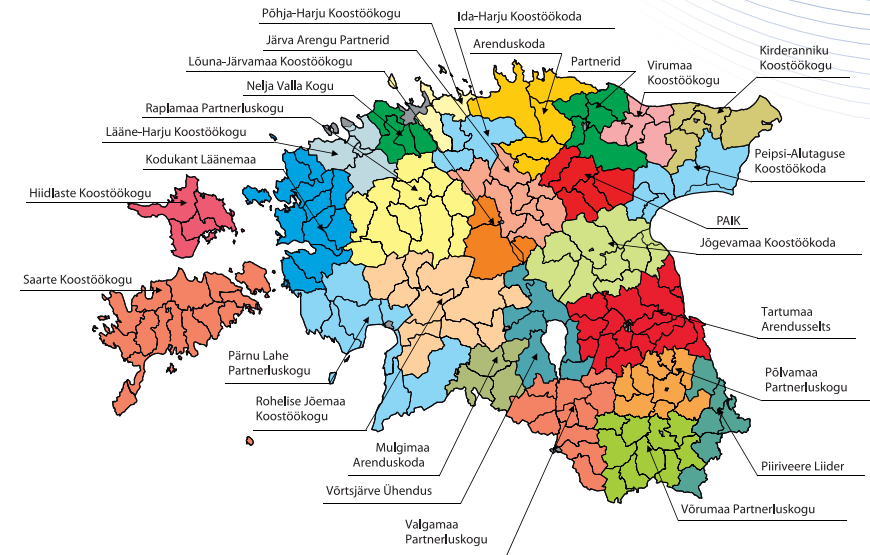 Põhja-Harju Koostöökogu
Järva Arengu Partnerid
Lõuna-Järvamaa Koostöökogu
Nelja Valla Kogu
Raplamaa Partnerluskogu
Lääne-Harju Koostöökogu
Kodukant Läänemaa
Hiidlaste Koostöökogu
Saarte Koostöökogu
Ida-Harju Koostöökoda
Arenduskoda
Partnerid
Virumaa
Koostöökogu
Kirderanniku
Koostöökogu
Peipsi-Alutaguse
Koostöökoda
PAIK
Jõgevamaa Koostöökoda
Tartumaa
Arendusselts
Põlvamaa
Partnerluskogu
Piiriveere Liider
Võrumaa Partnerluskogu
Pärnu Lahe
Partnerluskogu
Rohelise Jõemaa
Koostöökogu
Mulgimaa
Arenduskoda
Võrtsjärve Ühendus
Valgamaa
Partnerluskogu